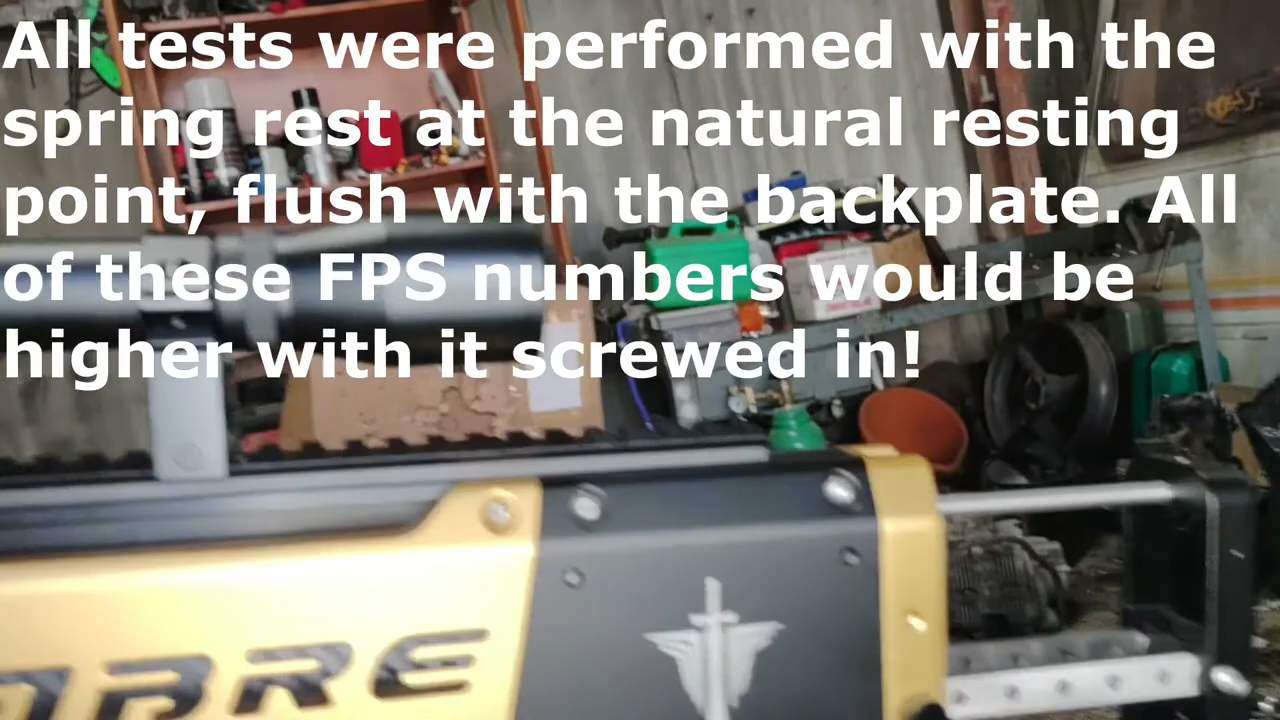 All tests were performed with the
spring rest at the natural resting
point, flush with the backplate. All
of these FPS numbers would be
higher with it screwed in!
BRE